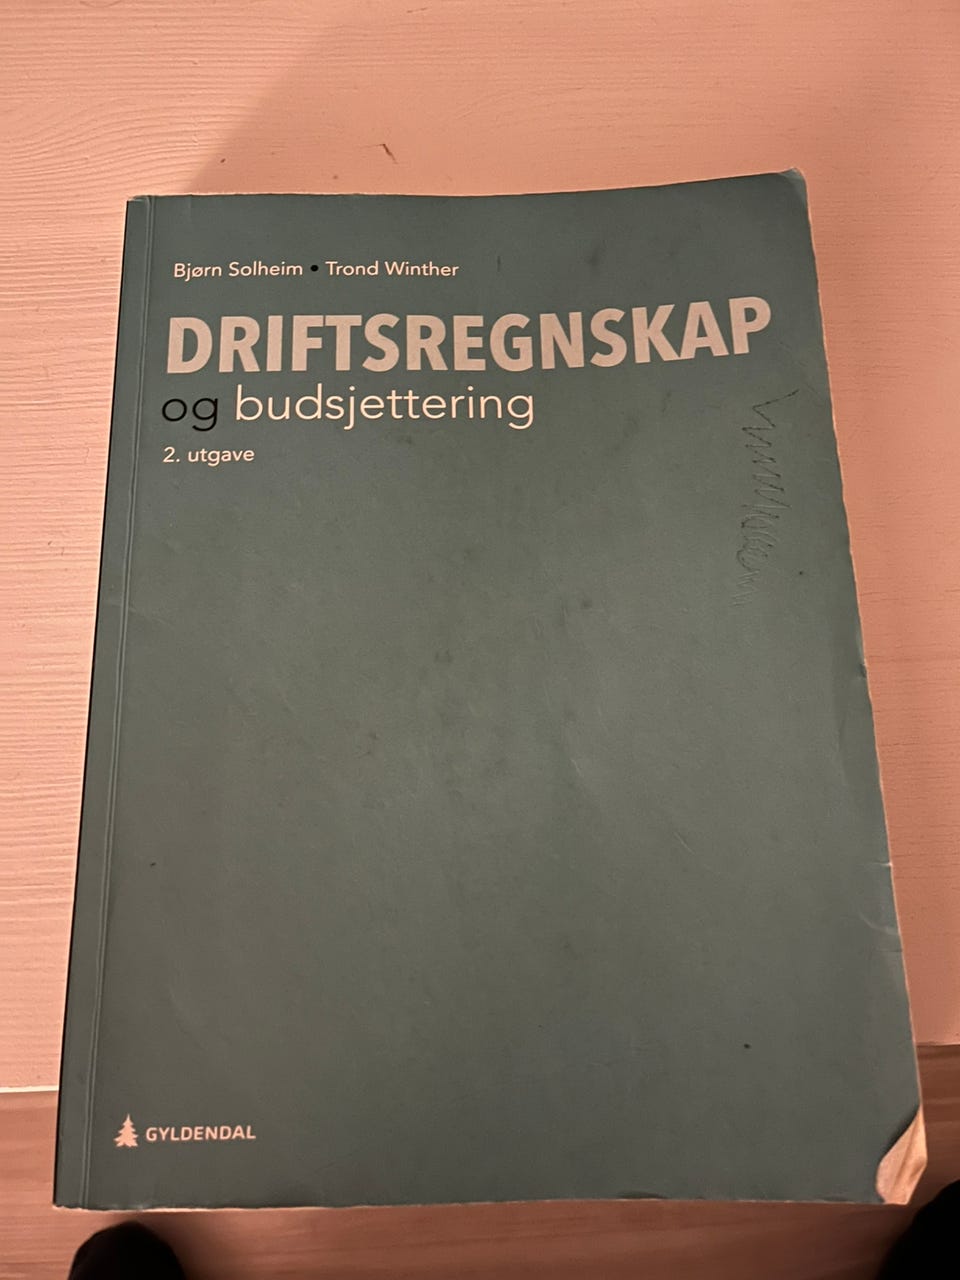 Bjørn Solheim • Trond Winther
DRIFTSREGNSKAP
og budsjettering
2. utgave
GYLDENDAL